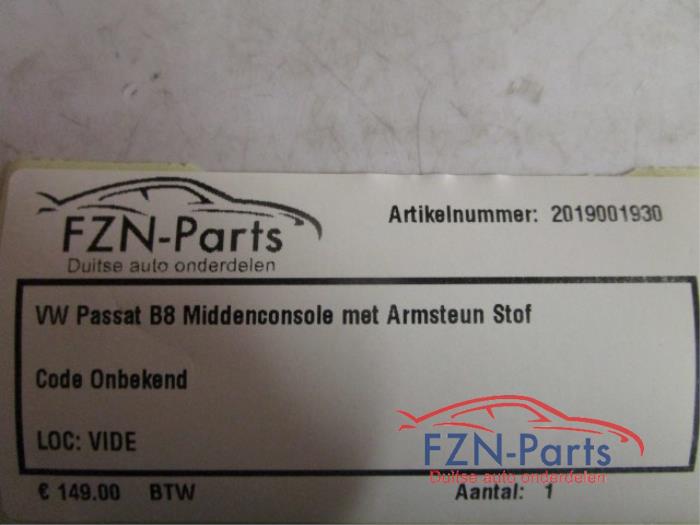 FZN-Parts
Duitse auto onderdelen
Artikelnummer: 2019001930
VW Passat B8 Middenconsole met Armsteun Stof
Code Onbekend
LOC: VIDE
€ 149.00 BTW
Aantal: 1
FZN-Parts
Duitse auto onderdelen